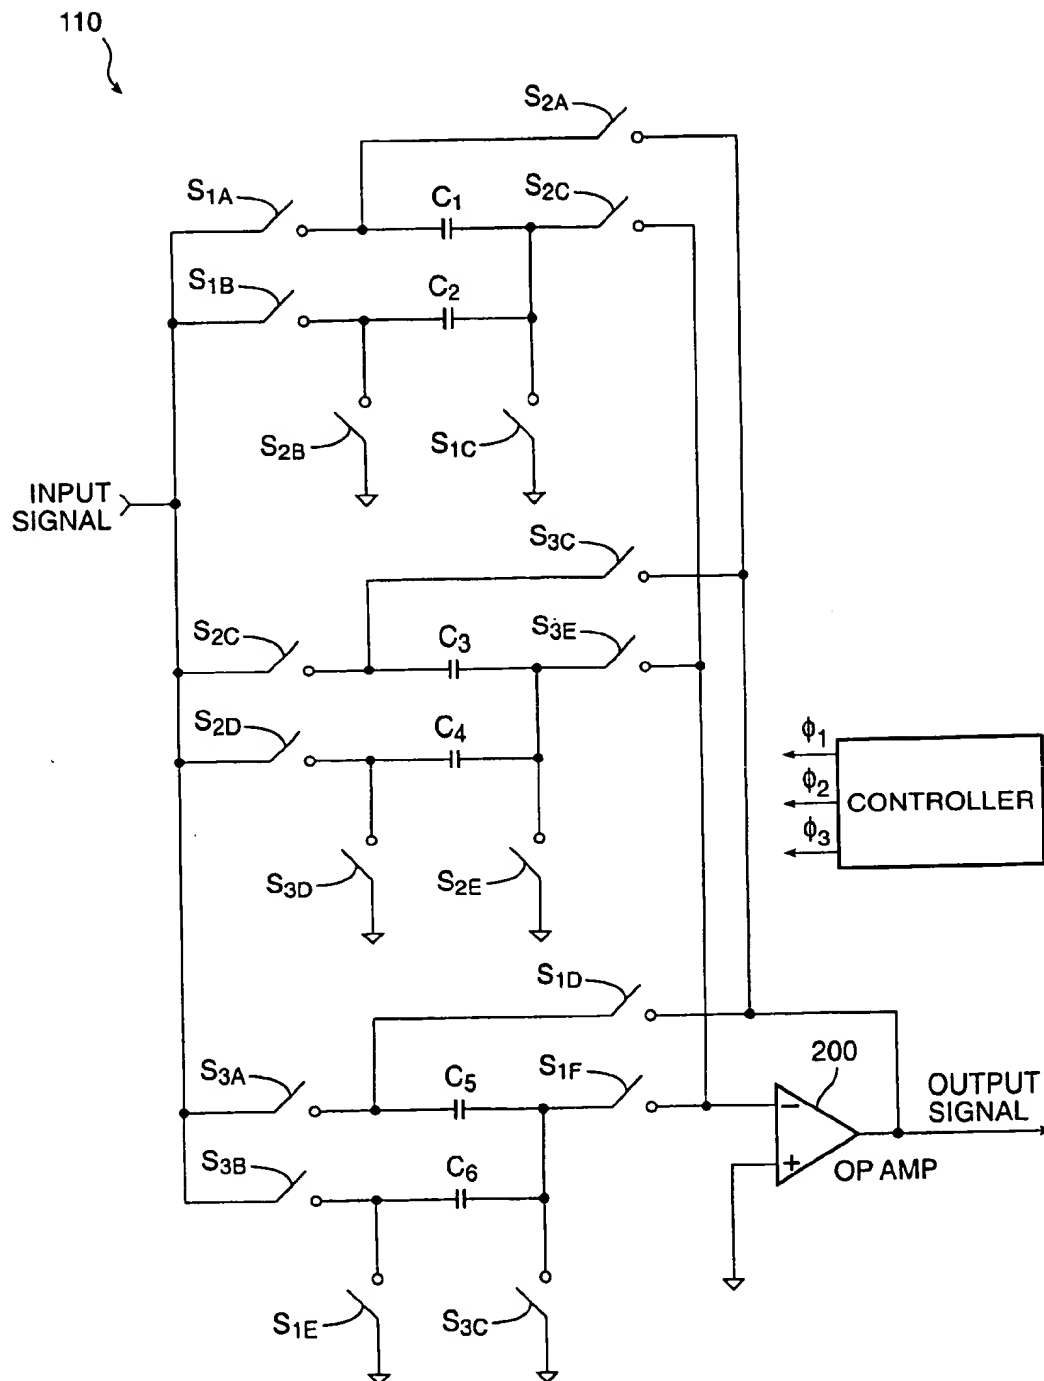 110
S2A
S1A
C1
S2C
S1B
C2
S2B
S1C
INPUT
SIGNAL
S3C
S2C
C3
S3E
S2D
C4
ϕ1
ϕ2
CONTROLLER
ϕ3
S3D
S2E
S1D
200
S3A
C5
S1F
OUTPUT
SIGNAL
S3B
C6
−
+
OP AMP
S1E
S3C